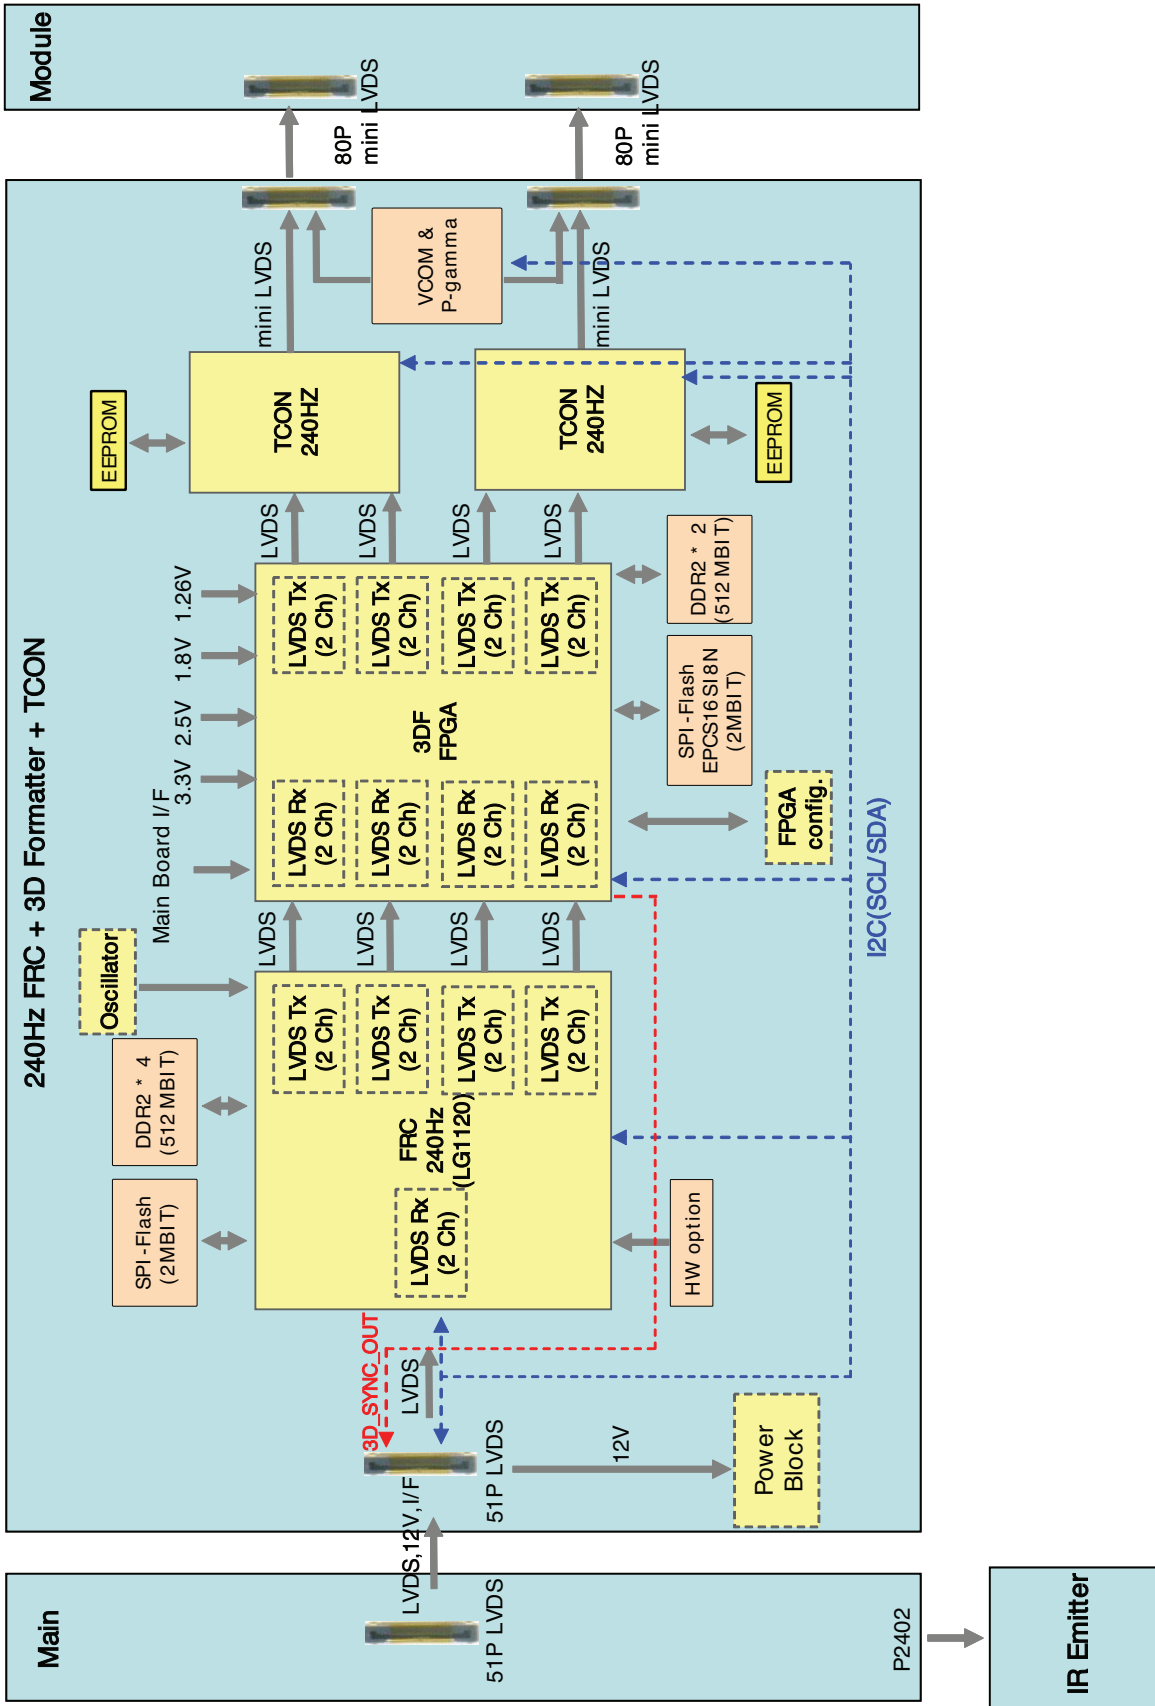 240Hz FRC + 3D Formatter + TCON
Main
51P LVDS
LVDS,12V,I/F
P2402
IR Emitter
51P LVDS
3D_SYNC_OUT
LVDS
12V
Power
Block
SPI-Flash
(2MBIT)
DDR2 * 4
(512 MBIT)
Oscillator
LVDS Rx
(2 Ch)
FRC
240Hz
(LG1120)
HW option
LVDS Tx
(2 Ch)
LVDS Tx
(2 Ch)
LVDS Tx
(2 Ch)
LVDS Tx
(2 Ch)
LVDS
LVDS
LVDS
LVDS
Main Board I/F
3.3V
2.5V
1.8V
1.26V
LVDS Rx
(2 Ch)
LVDS Rx
(2 Ch)
LVDS Rx
(2 Ch)
LVDS Rx
(2 Ch)
3DF
FPGA
LVDS Tx
(2 Ch)
LVDS Tx
(2 Ch)
LVDS Tx
(2 Ch)
LVDS Tx
(2 Ch)
FPGA
config.
SPI-Flash
EPCS16SI8N
(2MBIT)
DDR2 * 2
(512 MBIT)
I2C(SCL/SDA)
LVDS
LVDS
LVDS
LVDS
EEPROM
TCON
240HZ
TCON
240HZ
EEPROM
mini LVDS
VCOM &
P-gamma
mini LVDS
80P
mini LVDS
80P
mini LVDS
Module